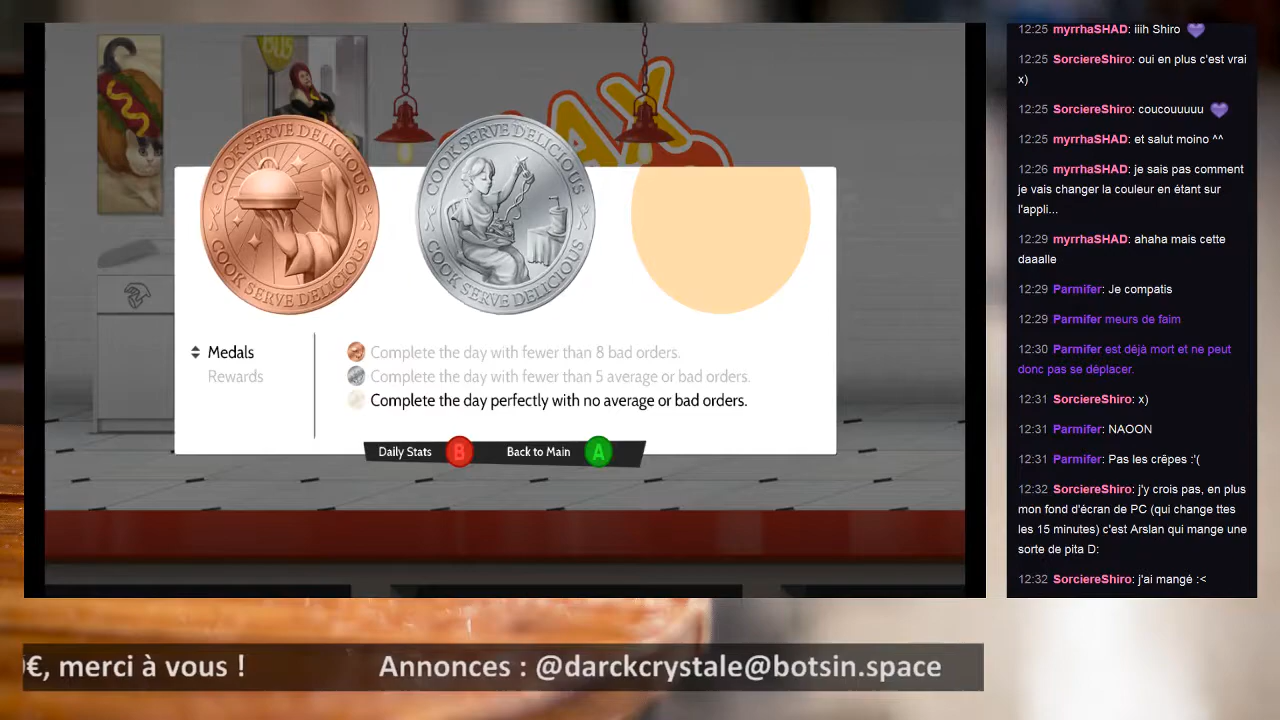 BUS
AX
COOK SERVE DELICIOUS
COOK SERVE DELICIOUS
COOK SERVE DELICIOUS
COOK SERVE DELICIOUS
Medals
Rewards
Complete the day with fewer than 8 bad orders.
Complete the day with fewer than 5 average or bad orders.
Complete the day perfectly with no average or bad orders.
Daily Stats B
Back to Main A
12:25 myrrhaSHAD: iiih Shiro
12:25 SorciereShiro: oui en plus c'est vrai
x)
12:25 SorciereShiro: coucouuuuu
12:25 myrrhaSHAD: et salut moino ^^
12:26 myrrhaSHAD: je sais pas comment
je vais changer la couleur en étant sur
l'appli...
12:29 myrrhaSHAD: ahaha mais cette
daaalle
12:29 Parmifer: Je compatis
12:29 Parmifer meurs de faim
12:30 Parmifer est déjà mort et ne peut
donc pas se déplacer.
12:31 SorciereShiro: x)
12:31 Parmifer: NAOON
12:31 Parmifer: Pas les crêpes :'(
12:32 SorciereShiro: j'y crois pas, en plus
mon fond d'écran de PC (qui change ttes
les 15 minutes) c'est Arslan qui mange une
sorte de pita D:
12:32 SorciereShiro: j'ai mangé :<
€, merci à vous !
Annonces : @darckcrystale@botsin.space